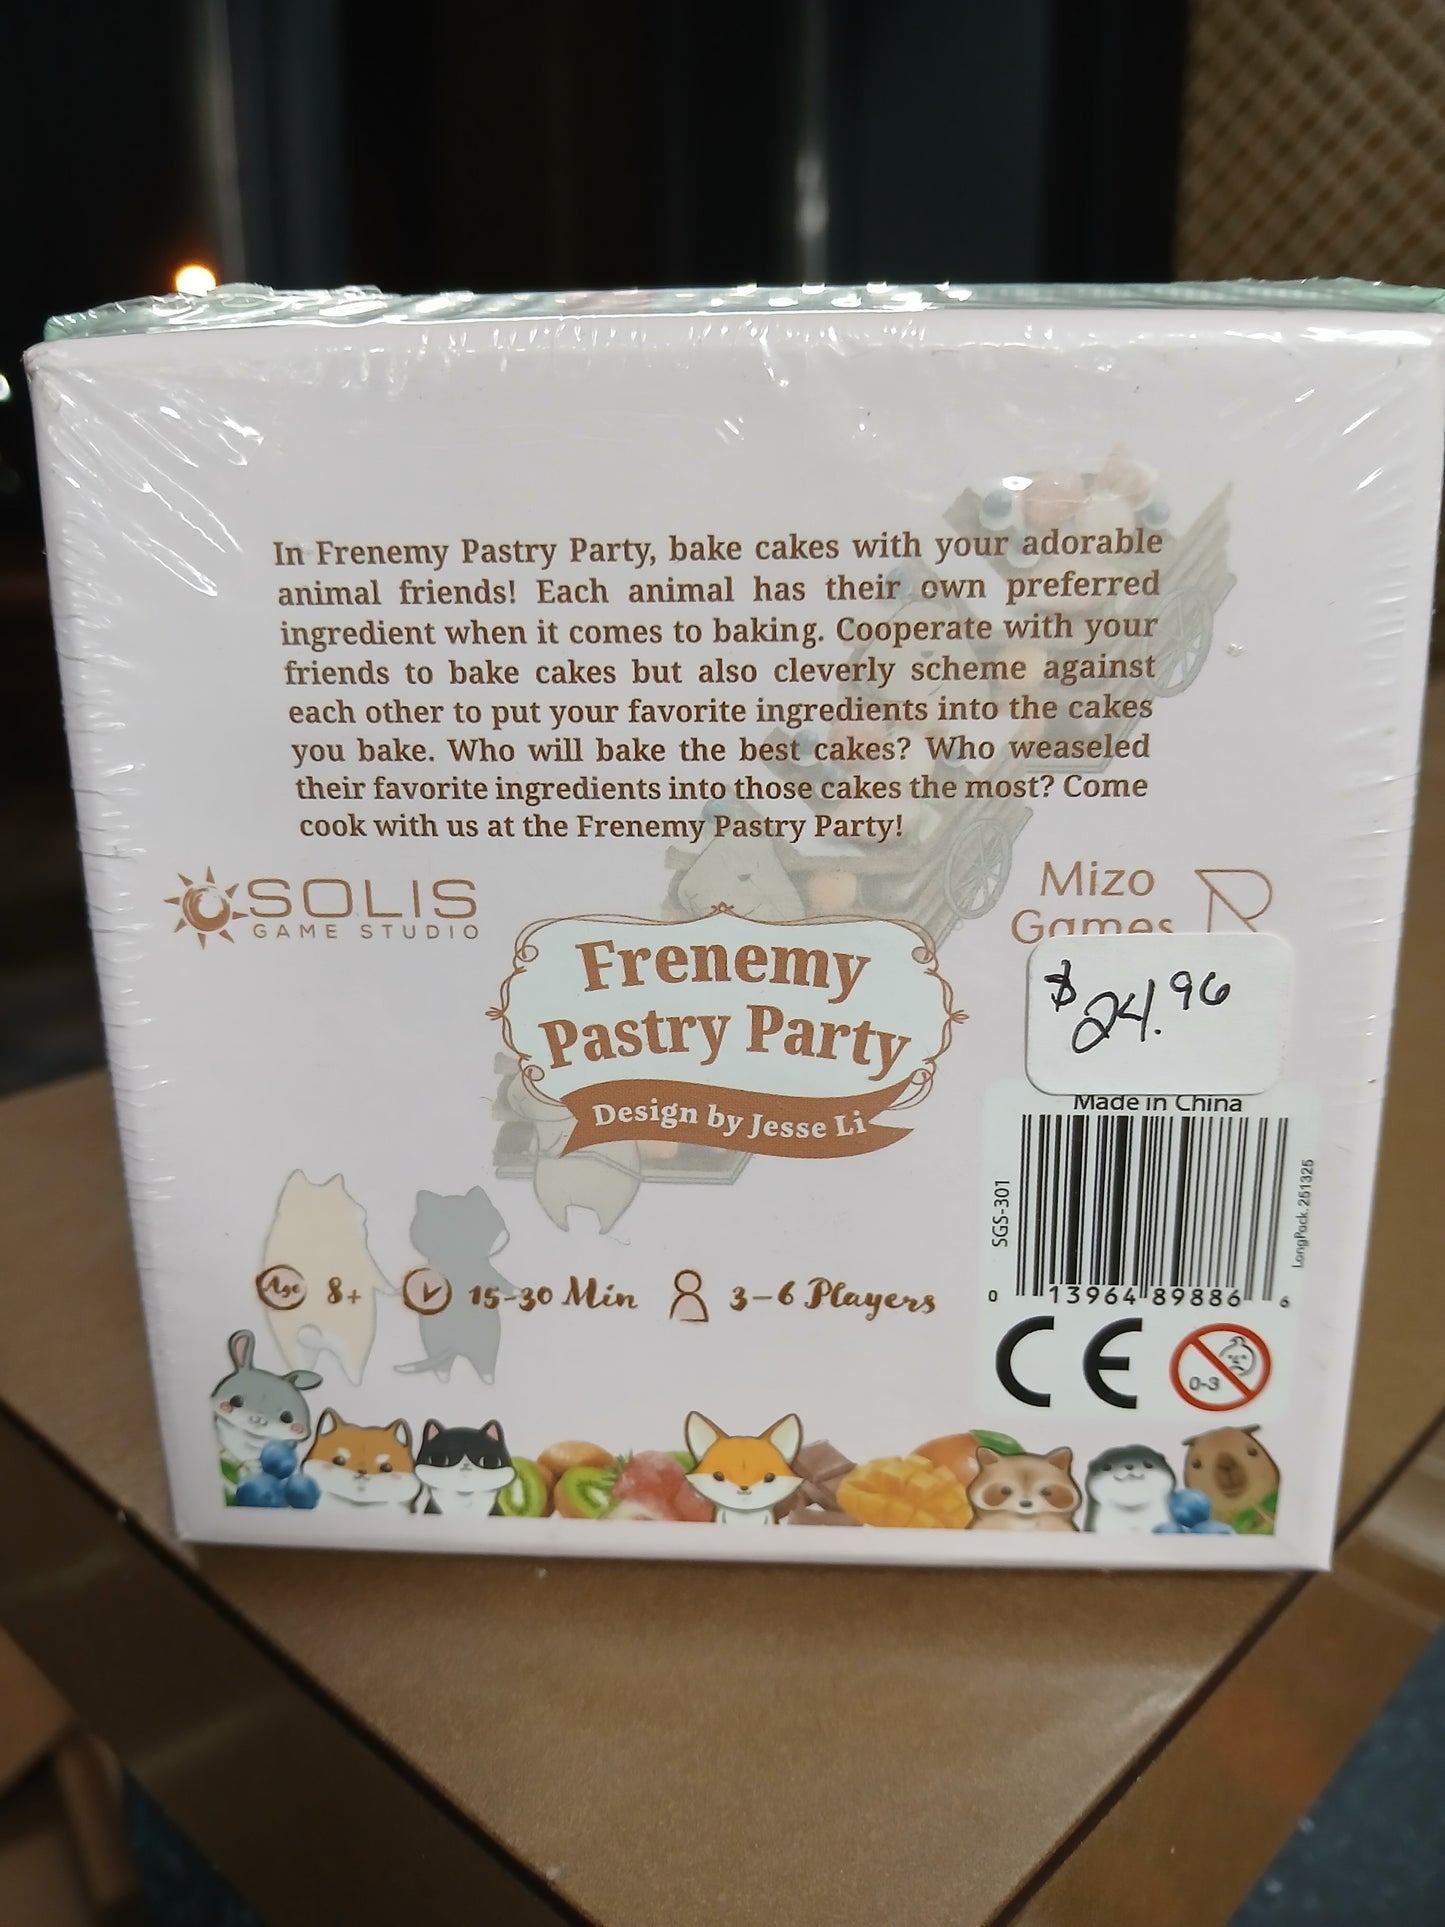 In Frenemy Pastry Party, bake cakes with your adorable
animal friends! Each animal has their own preferred
ingredient when it comes to baking. Cooperate with your
friends to bake cakes but also cleverly scheme against
each other to put your favorite ingredients into the cakes
you bake. Who will bake the best cakes? Who weaseled
their favorite ingredients into those cakes the most? Come
cook with us at the Frenemy Pastry Party!
SOLIS
GAME STUDIO
Mizo
Games
Frenemy
Pastry Party
Design by Jesse Li
$24.96
Made in China
SGS-301
LongPack 251325
0 13964 89886 6
CE
0-3
Age 8+
15-30 Min
3-6 Players